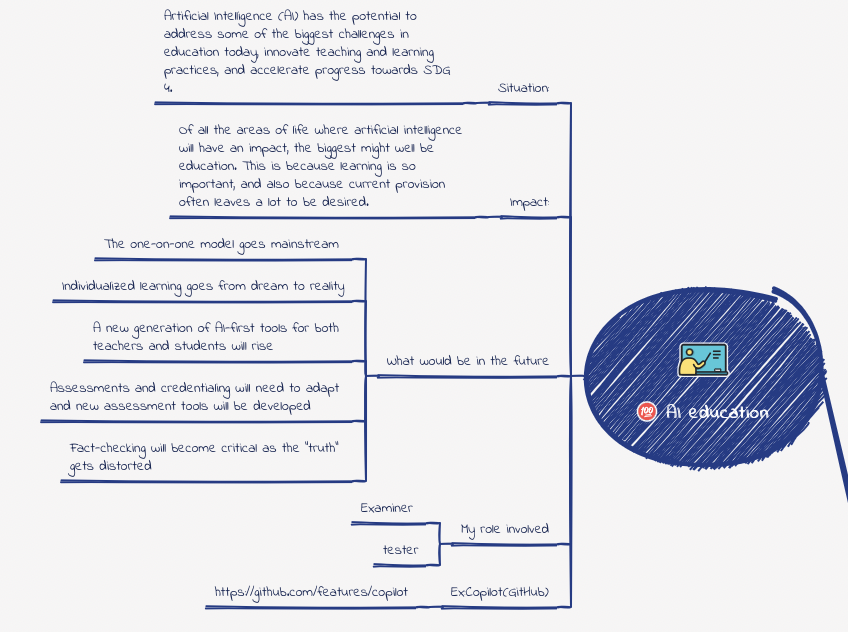 Artificial Intelligence (AI) has the potential to
address some of the biggest challenges in
education today, innovate teaching and learning
practices, and accelerate progress towards SDG
4.
Situation:
Of all the areas of life where artificial intelligence
will have an impact, the biggest might well be
education. This is because learning is so
important, and also because current provision
often leaves a lot to be desired.
Impact:
The one-on-one model goes mainstream
Individualized learning goes from dream to reality
A new generation of AI-first tools for both
teachers and students will rise
Assessments and credentialing will need to adapt
and new assessment tools will be developed
Fact-checking will become critical as the "truth"
gets distorted
what would be in the future
Examiner
tester
My role involved
https://github.com/features/copilot
ExCopilot(GitHub)
100
Ai education